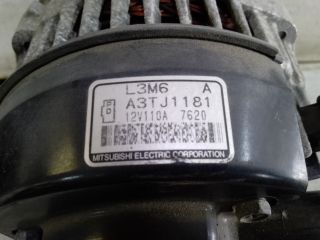 L3M6 A
A3TJ1181
12V110A 7620
MITSUBISHI ELECTRIC CORPORATION